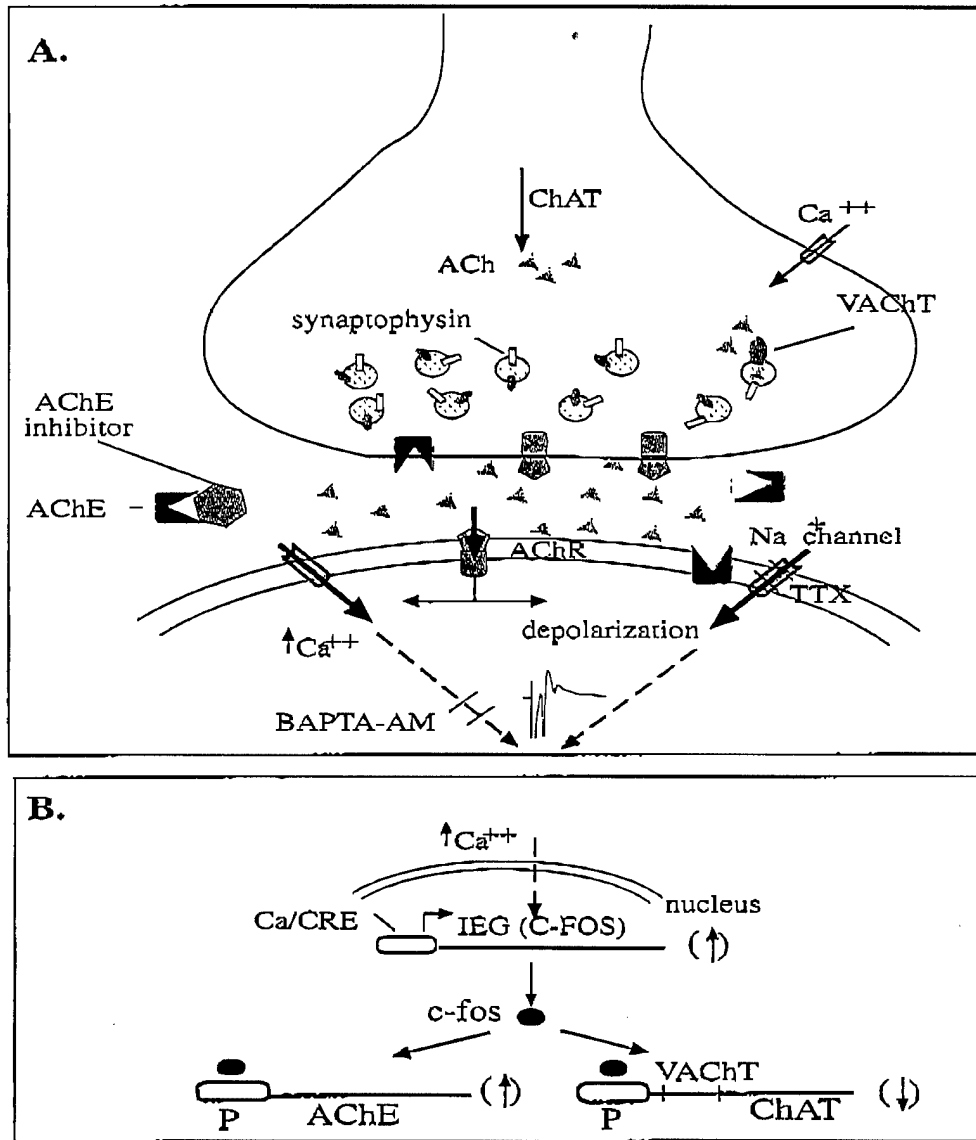 A.
ChAT
Ca ++
ACh
VAChT
synaptophysin
AChE
inhibitor
AChE
Na + channel
AChR
TTX
depolarization
↑Ca++
BAPTA-AM
B.
↑Ca++
nucleus
Ca/CRE
IEG (C-FOS)
(↑)
c-fos
VAChT
P
AChE
(↑)
P
ChAT
(↓)